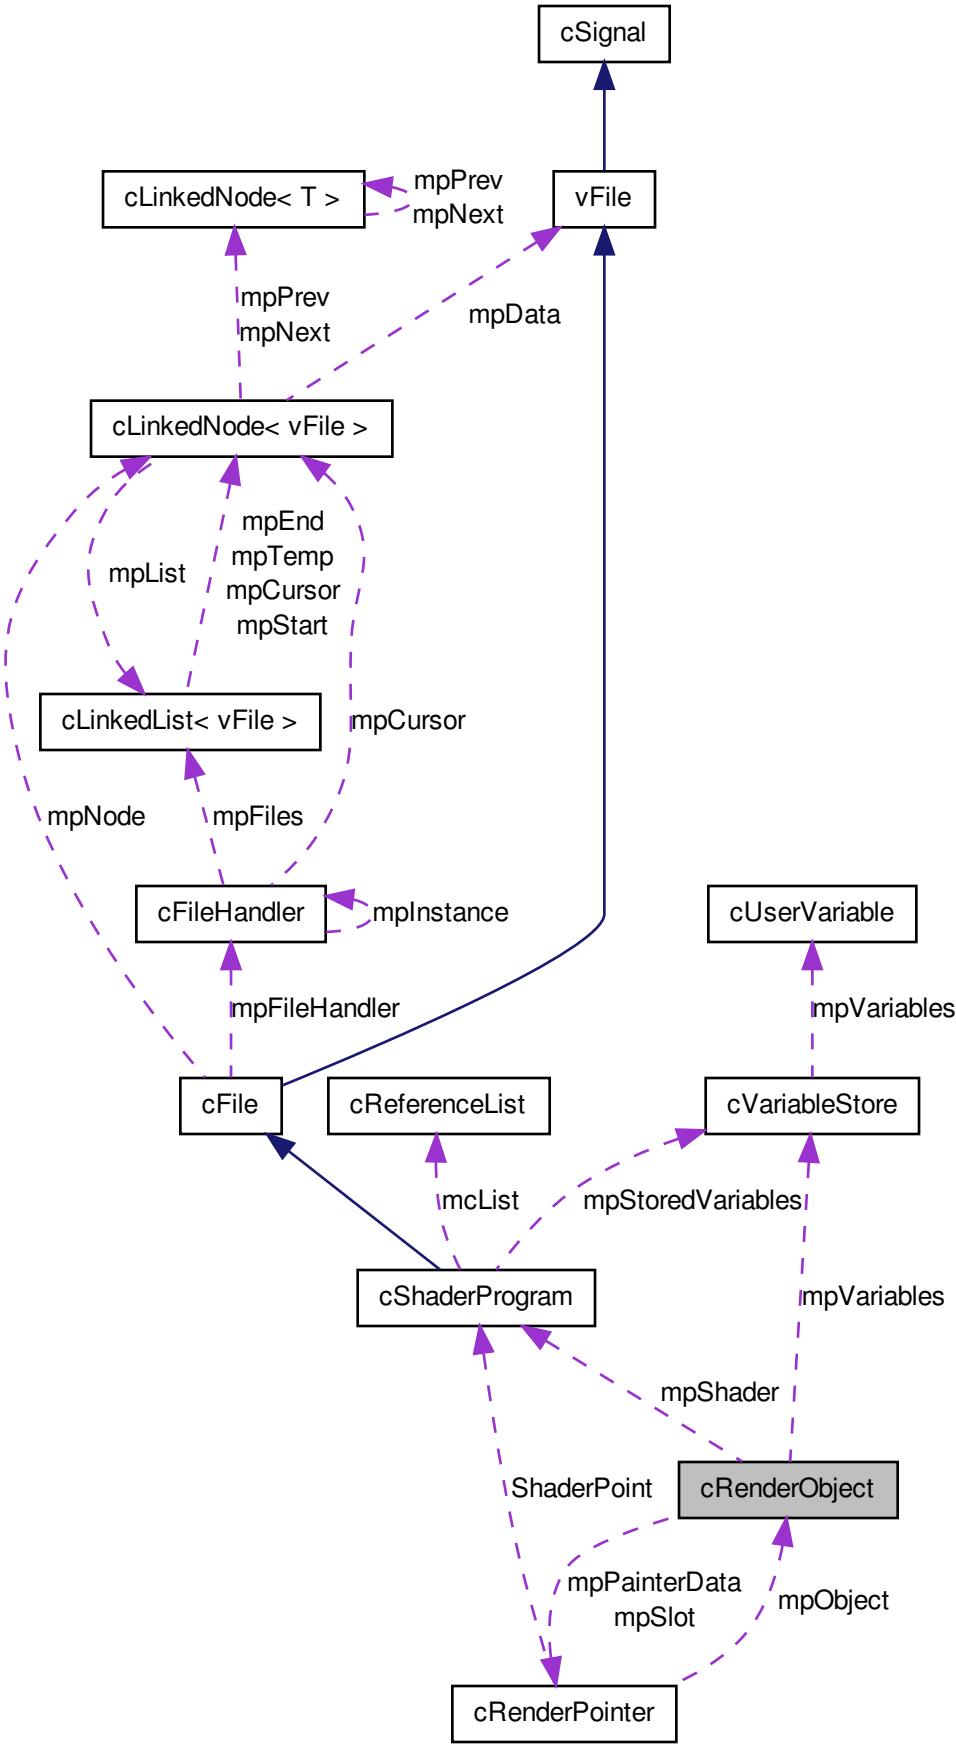 cSignal
cLinkedNode< T >
mpPrev
mpNext
vFile
mpPrev
mpNext
mpData
cLinkedNode< vFile >
mpList
mpEnd
mpTemp
mpCursor
mpStart
cLinkedList< vFile >
mpCursor
mpNode
mpFiles
cFileHandler
mpInstance
cUserVariable
mpFileHandler
mpVariables
cFile
cReferenceList
cVariableStore
mcList
mpStoredVariables
cShaderProgram
mpVariables
mpShader
ShaderPoint
cRenderObject
mpPainterData
mpSlot
mpObject
cRenderPointer